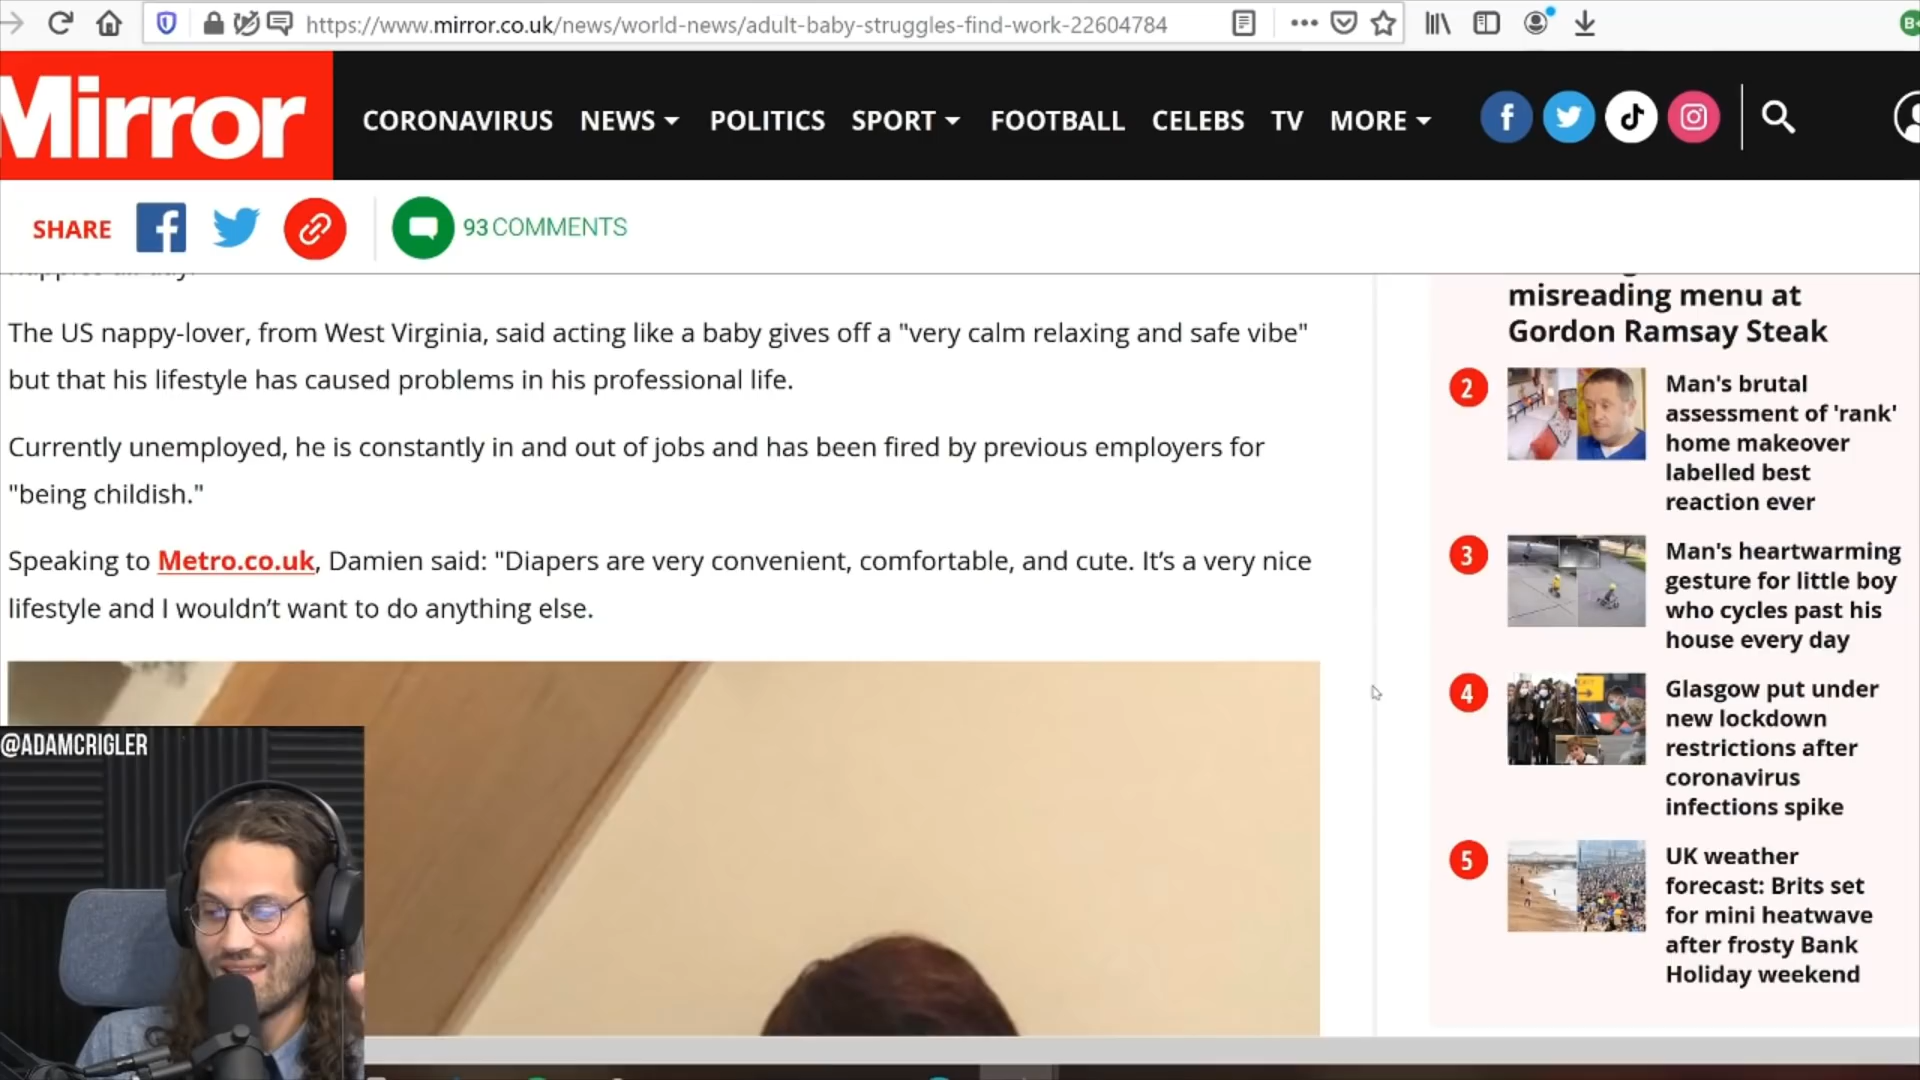 https://www.mirror.co.uk/news/world-news/adult-baby-struggles-find-work-22604784
Mirror
CORONAVIRUS NEWS POLITICS SPORT FOOTBALL CELEBS TV MORE
SHARE
93 COMMENTS
The US nappy-lover, from West Virginia, said acting like a baby gives off a "very calm relaxing and safe vibe"
but that his lifestyle has caused problems in his professional life.
Currently unemployed, he is constantly in and out of jobs and has been fired by previous employers for
"being childish."
Speaking to Metro.co.uk, Damien said: "Diapers are very convenient, comfortable, and cute. It’s a very nice
lifestyle and I wouldn’t want to do anything else.
@ADAMCRIGLER
misreading menu at
Gordon Ramsay Steak
2
Man's brutal
assessment of 'rank'
home makeover
labelled best
reaction ever
3
Man's heartwarming
gesture for little boy
who cycles past his
house every day
4
Glasgow put under
new lockdown
restrictions after
coronavirus
infections spike
5
UK weather
forecast: Brits set
for mini heatwave
after frosty Bank
Holiday weekend